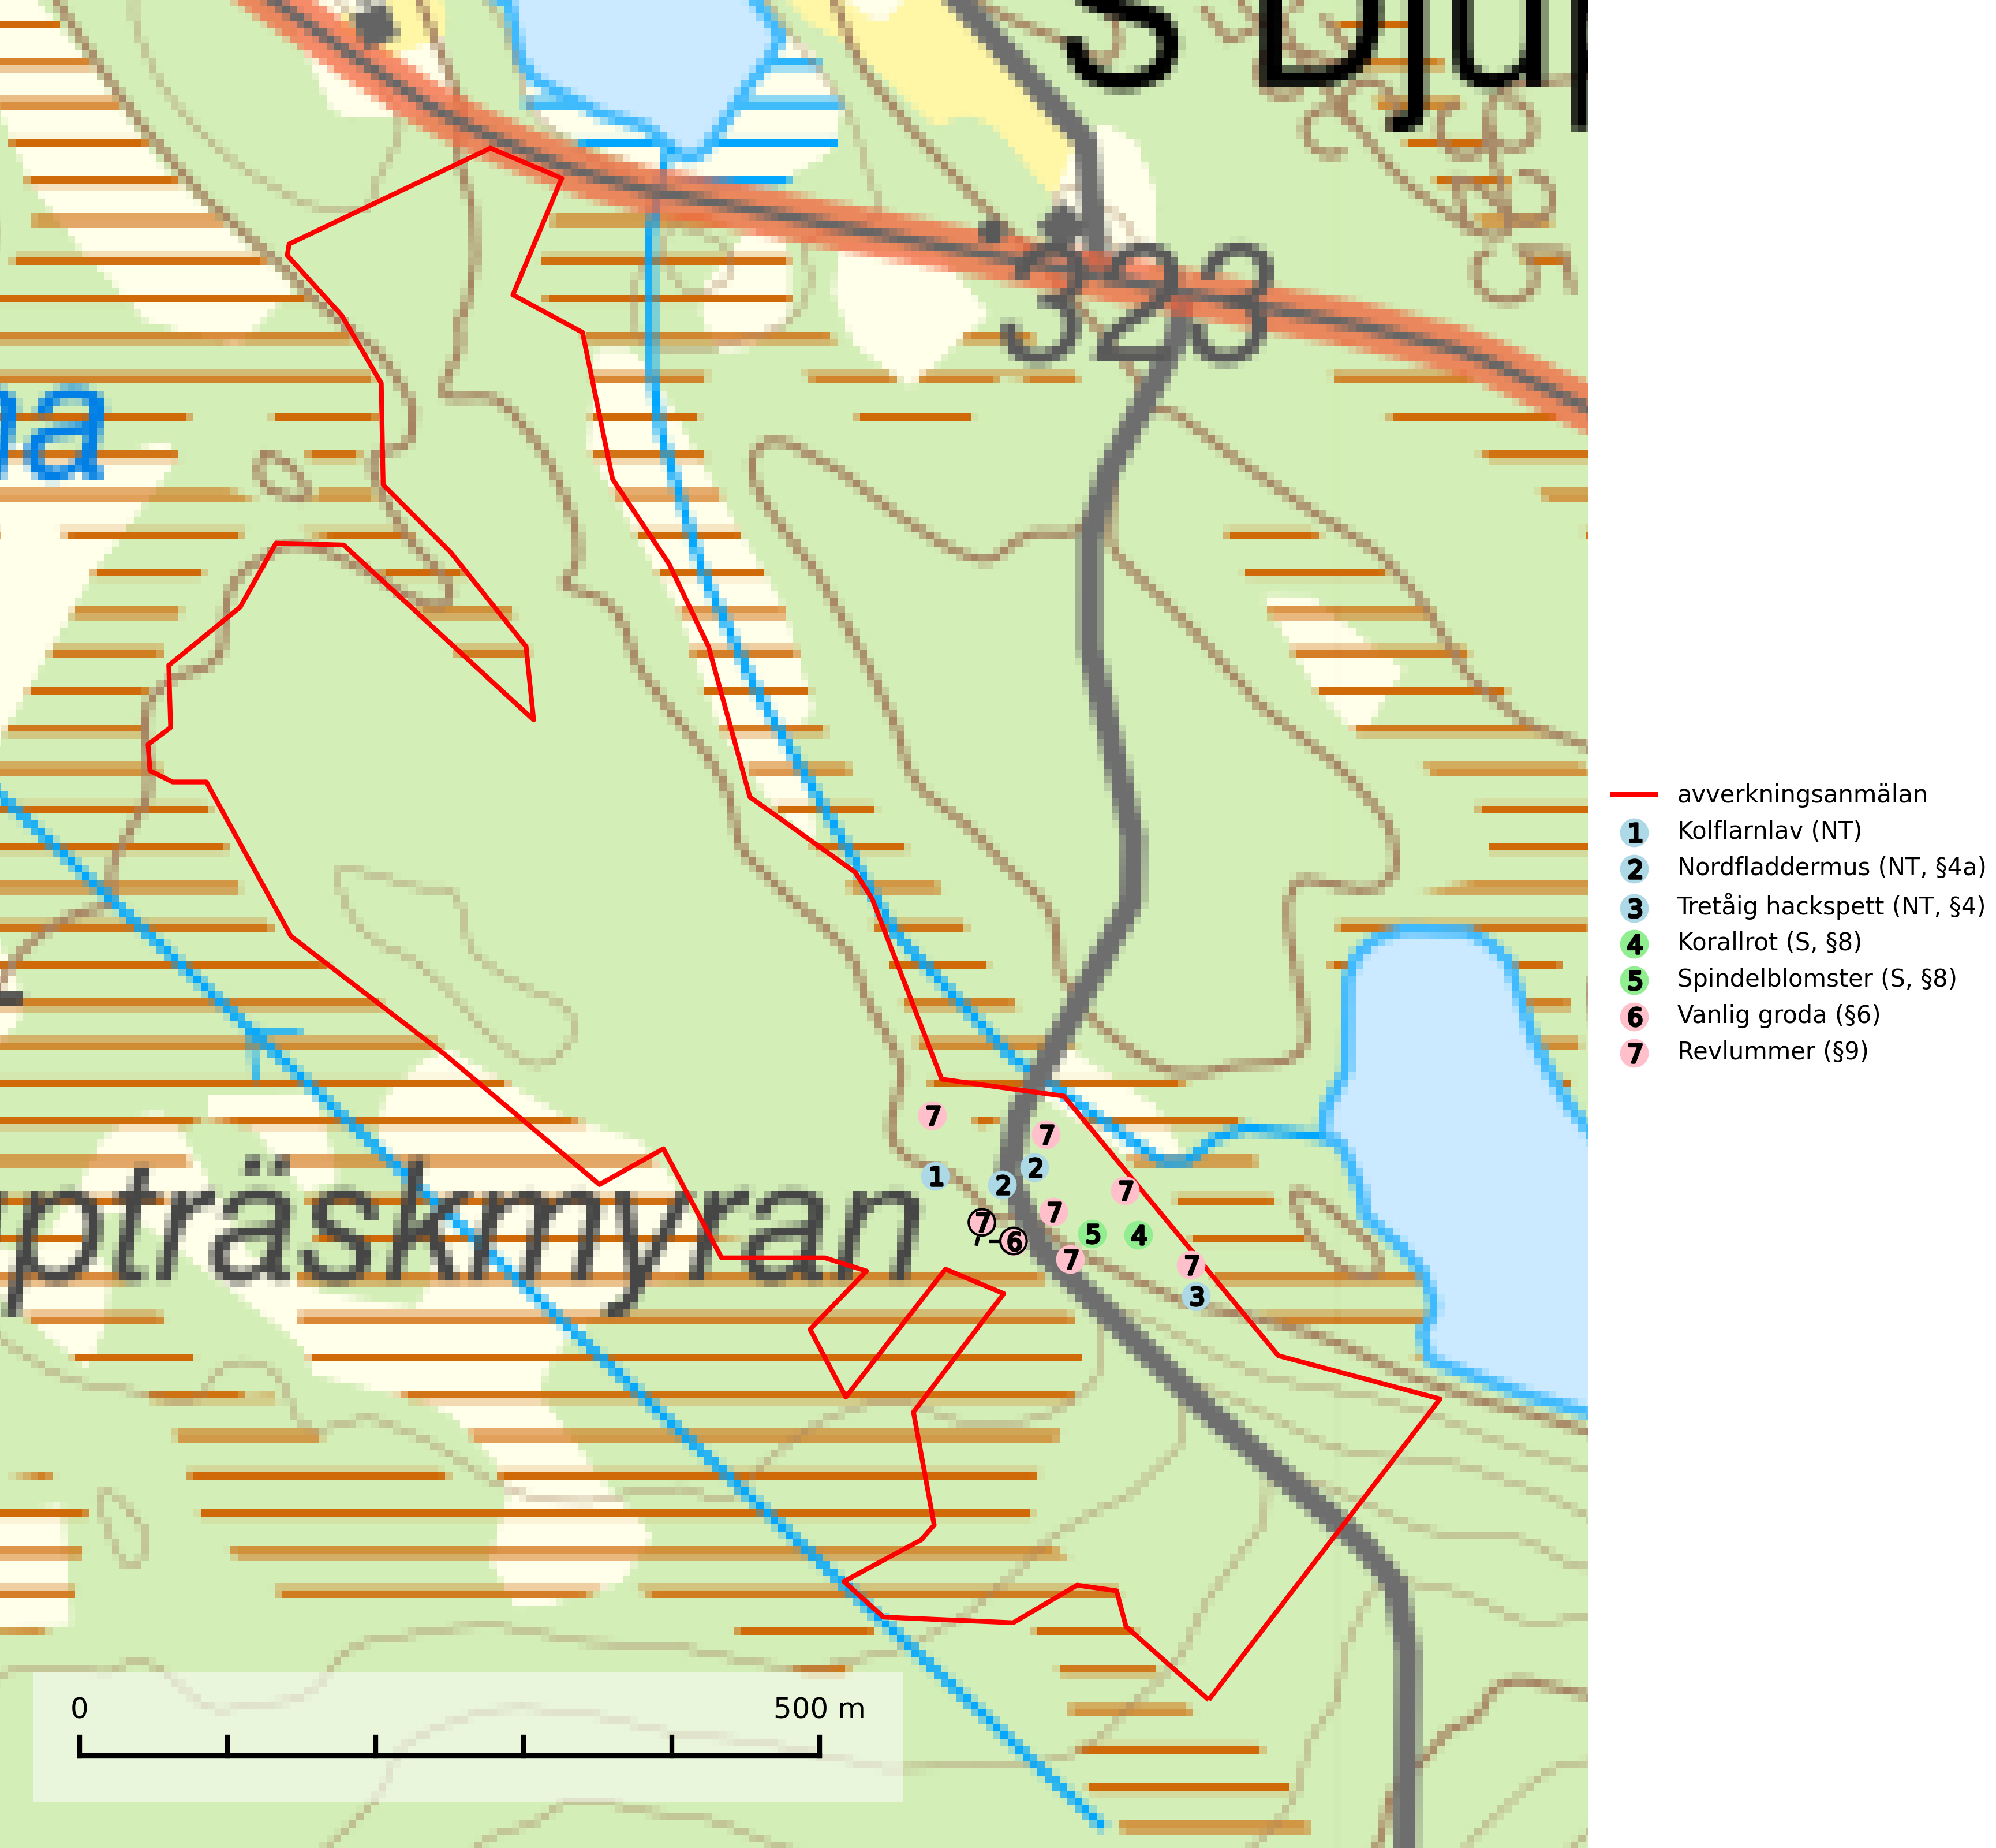 s Djup
323
na
5
pträskmyran
7
7
1
2
2
7
7
7
6
5
4
7
7
3
0 500 m
avverkningsanmälan
1 Kolflarnlav (NT)
2 Nordfladdermus (NT, §4a)
3 Tretåig hackspett (NT, §4)
4 Korallrot (S, §8)
5 Spindelblomster (S, §8)
6 Vanlig groda (§6)
7 Revlummer (§9)